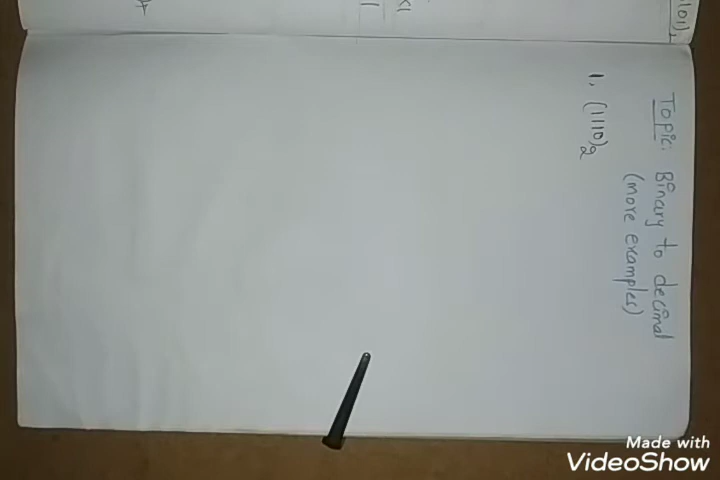 Topic: Binary to decimal
(more examples)
1. (1110)2
Made with
VideoShow